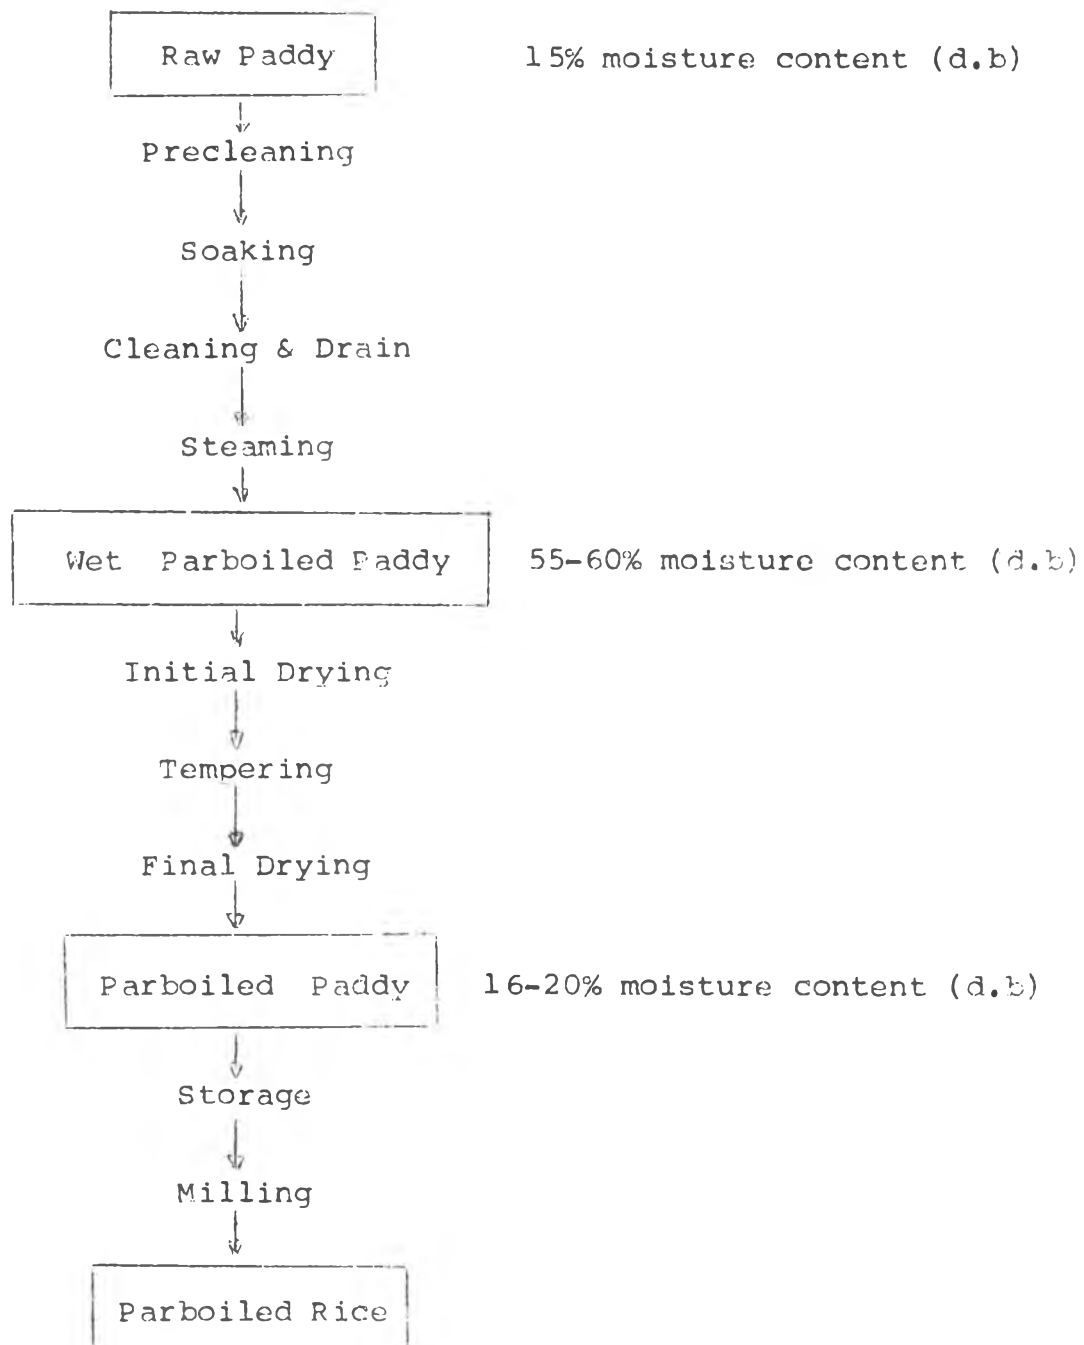 Raw Paddy 15% moisture content (d.b)
Precleaning
Soaking
Cleaning & Drain
Steaming
Wet Parboiled Paddy 55-60% moisture content (d.b)
Initial Drying
Tempering
Final Drying
Parboiled Paddy 16-20% moisture content (d.b)
Storage
Milling
Parboiled Rice